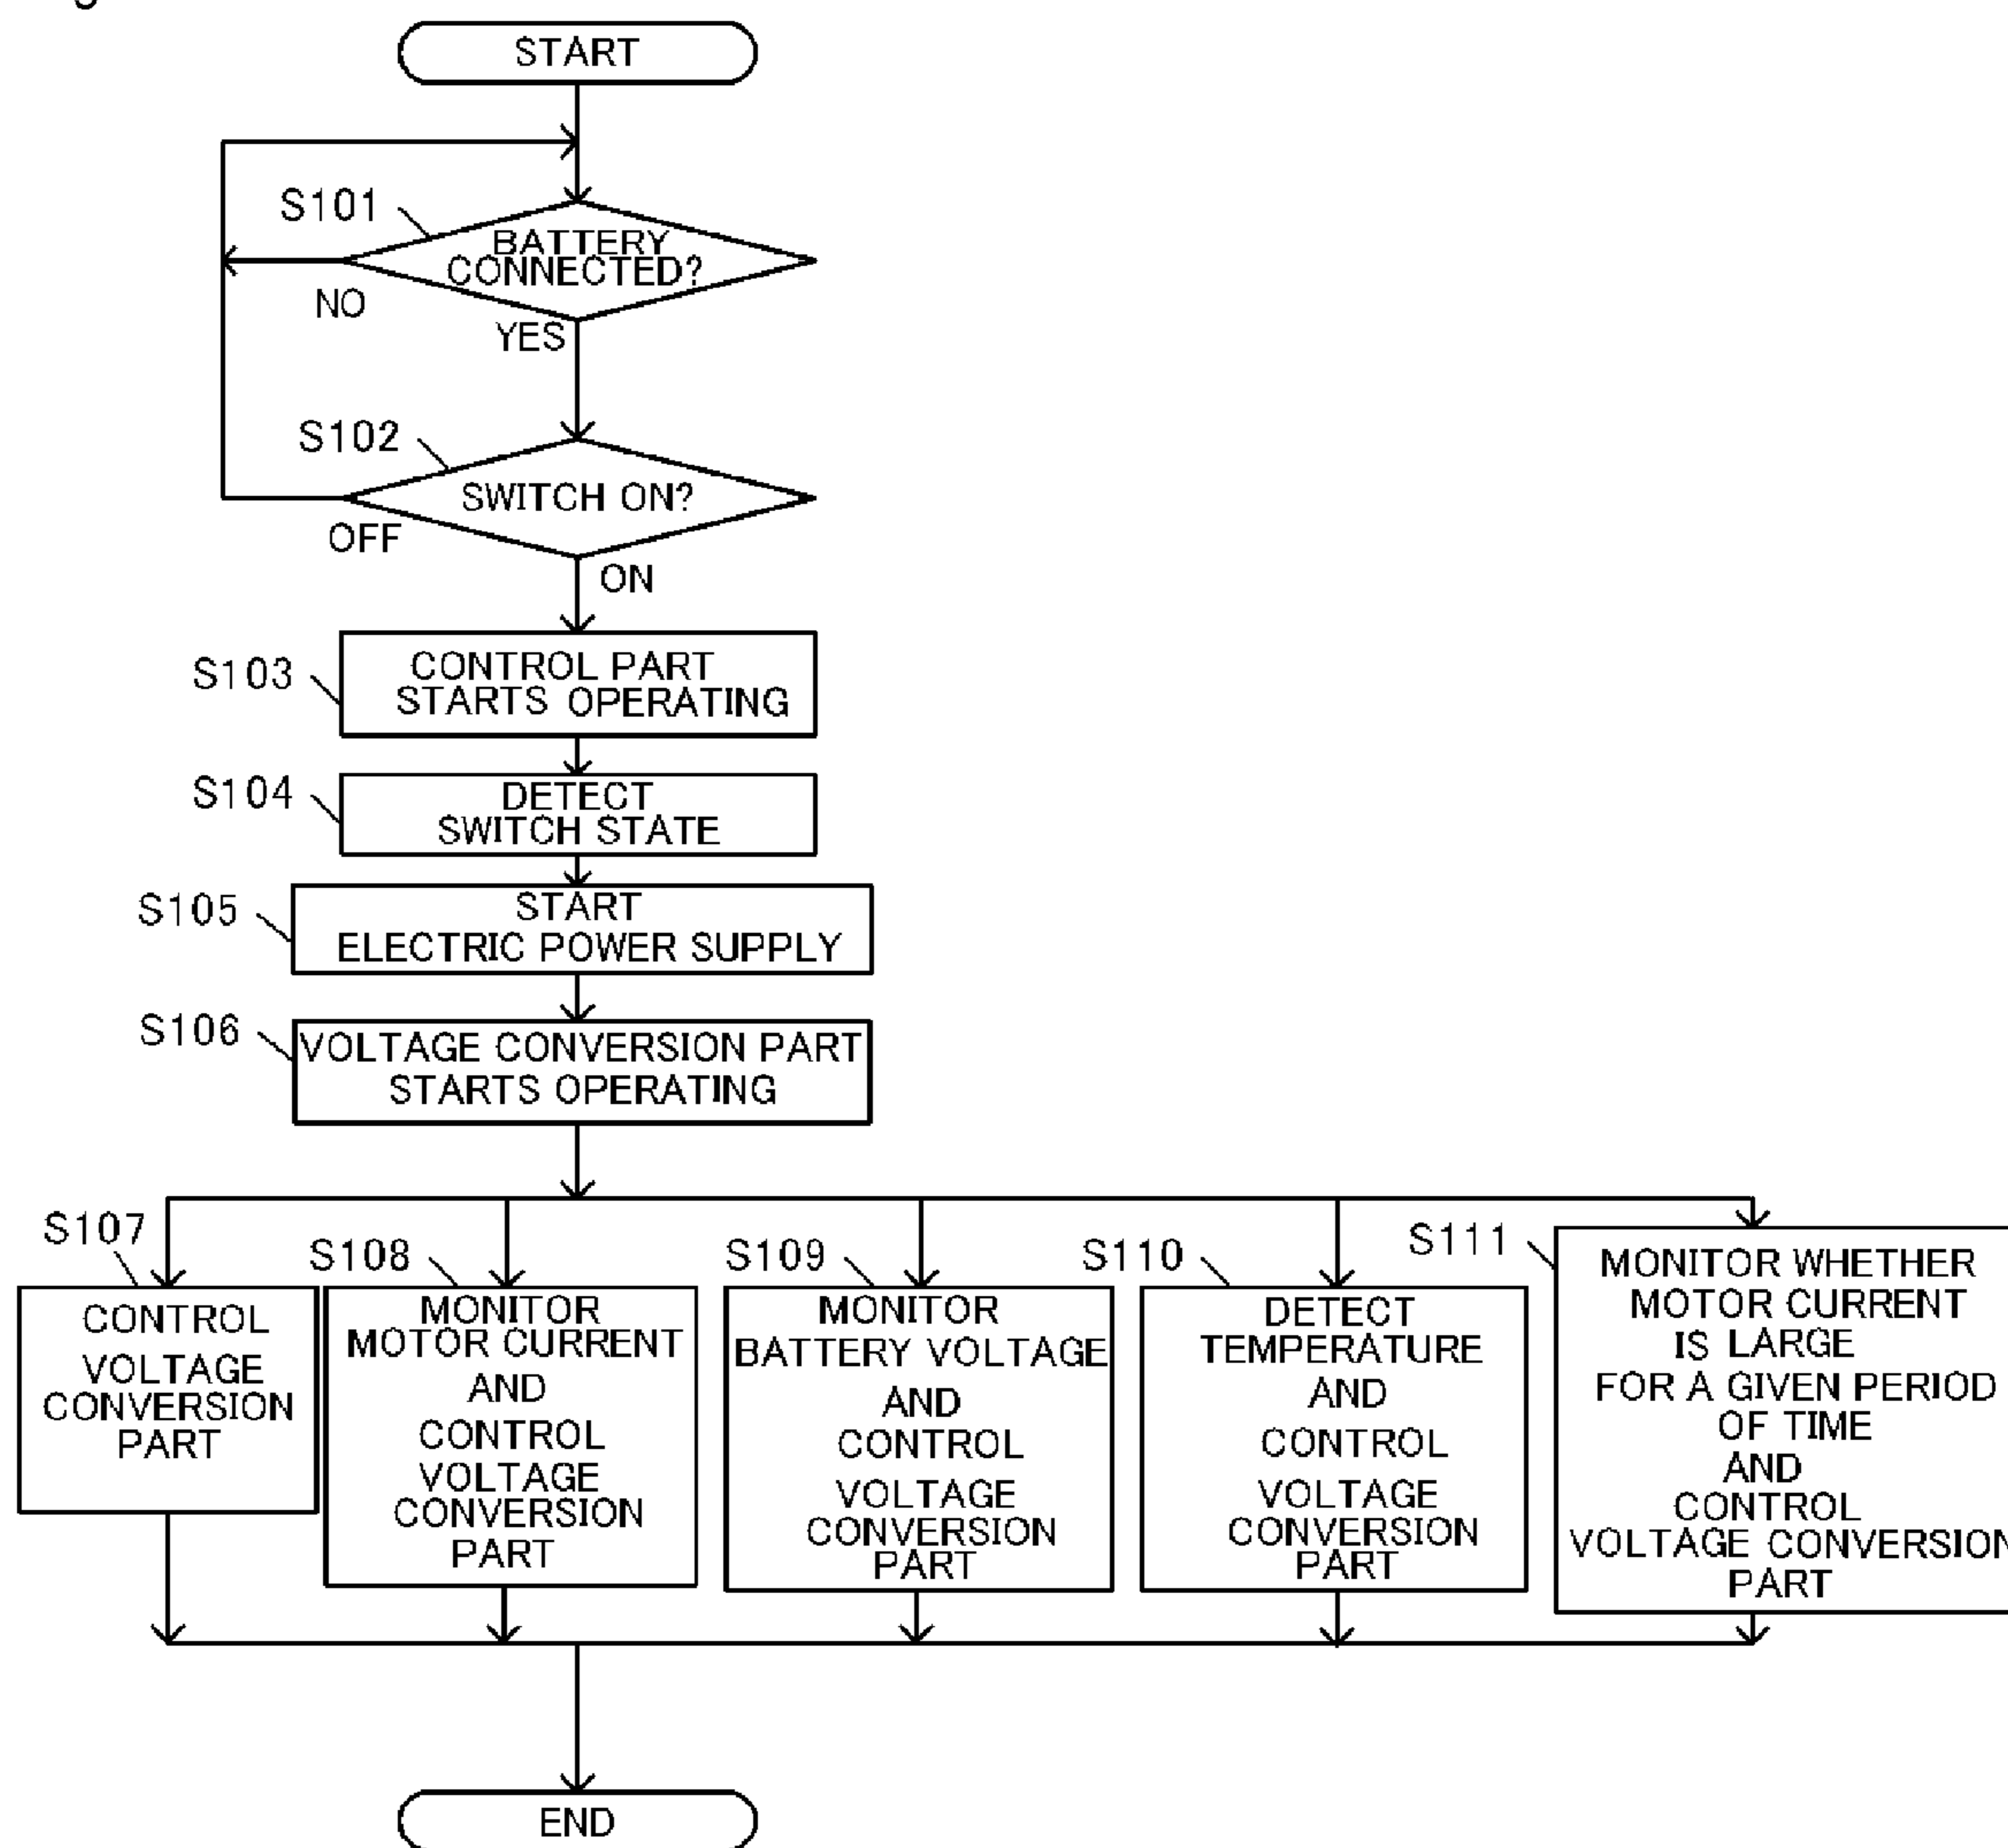 START
S101
BATTERY
CONNECTED?
NO
YES
S102
SWITCH ON?
OFF
ON
S103
CONTROL PART
STARTS OPERATING
S104
DETECT
SWITCH STATE
S105
START
ELECTRIC POWER SUPPLY
S106
VOLTAGE CONVERSION PART
STARTS OPERATING
S107
CONTROL
VOLTAGE
CONVERSION
PART
S108
MONITOR
MOTOR CURRENT
AND
CONTROL
VOLTAGE
CONVERSION
PART
S109
MONITOR
BATTERY VOLTAGE
AND
CONTROL
VOLTAGE
CONVERSION
PART
S110
DETECT
TEMPERATURE
AND
CONTROL
VOLTAGE
CONVERSION
PART
S111
MONITOR WHETHER
MOTOR CURRENT
IS LARGE
FOR A GIVEN PERIOD
OF TIME
AND
CONTROL
VOLTAGE CONVERSION
PART
END